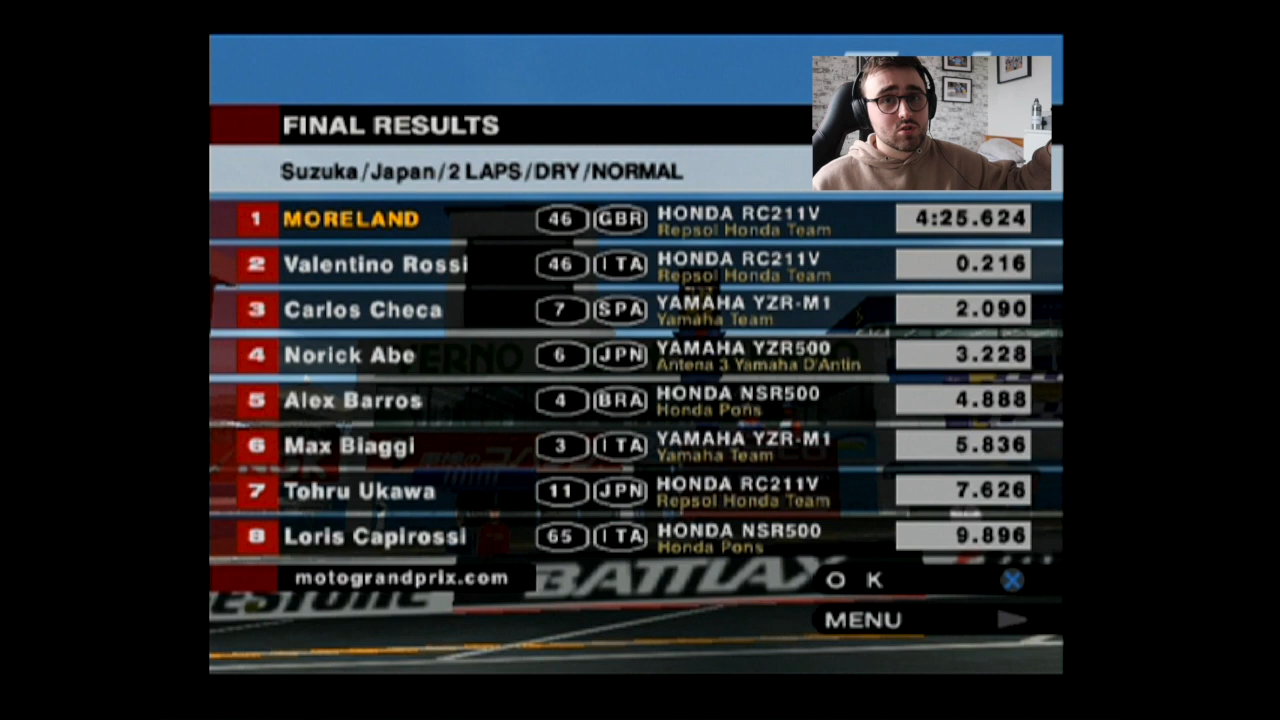 FINAL RESULTS
Suzuka/Japan/2 LAPS/DRY/NORMAL
1 MORELAND 46 GBR HONDA RC211V 4:25.624
Repsol Honda Team
2 Valentino Rossi 46 ITA HONDA RC211V 0.216
Repsol Honda Team
3 Carlos Checa 7 SPA YAMAHA YZR-M1 2.090
Yamaha Team
4 Norick Abe 6 JPN YAMAHA YZR500 3.228
Antena 3 Yamaha D'Antin
5 Alex Barros 4 BRA HONDA NSR500 4.888
Honda Pons
6 Max Biaggi 3 ITA YAMAHA YZR-M1 5.836
Yamaha Team
7 Tohru Ukawa 11 JPN HONDA RC211V 7.626
Repsol Honda Team
8 Loris Capirossi 65 ITA HONDA NSR500 9.896
Honda Pons
motograndprix.com
BATTLAX
OK
MENU